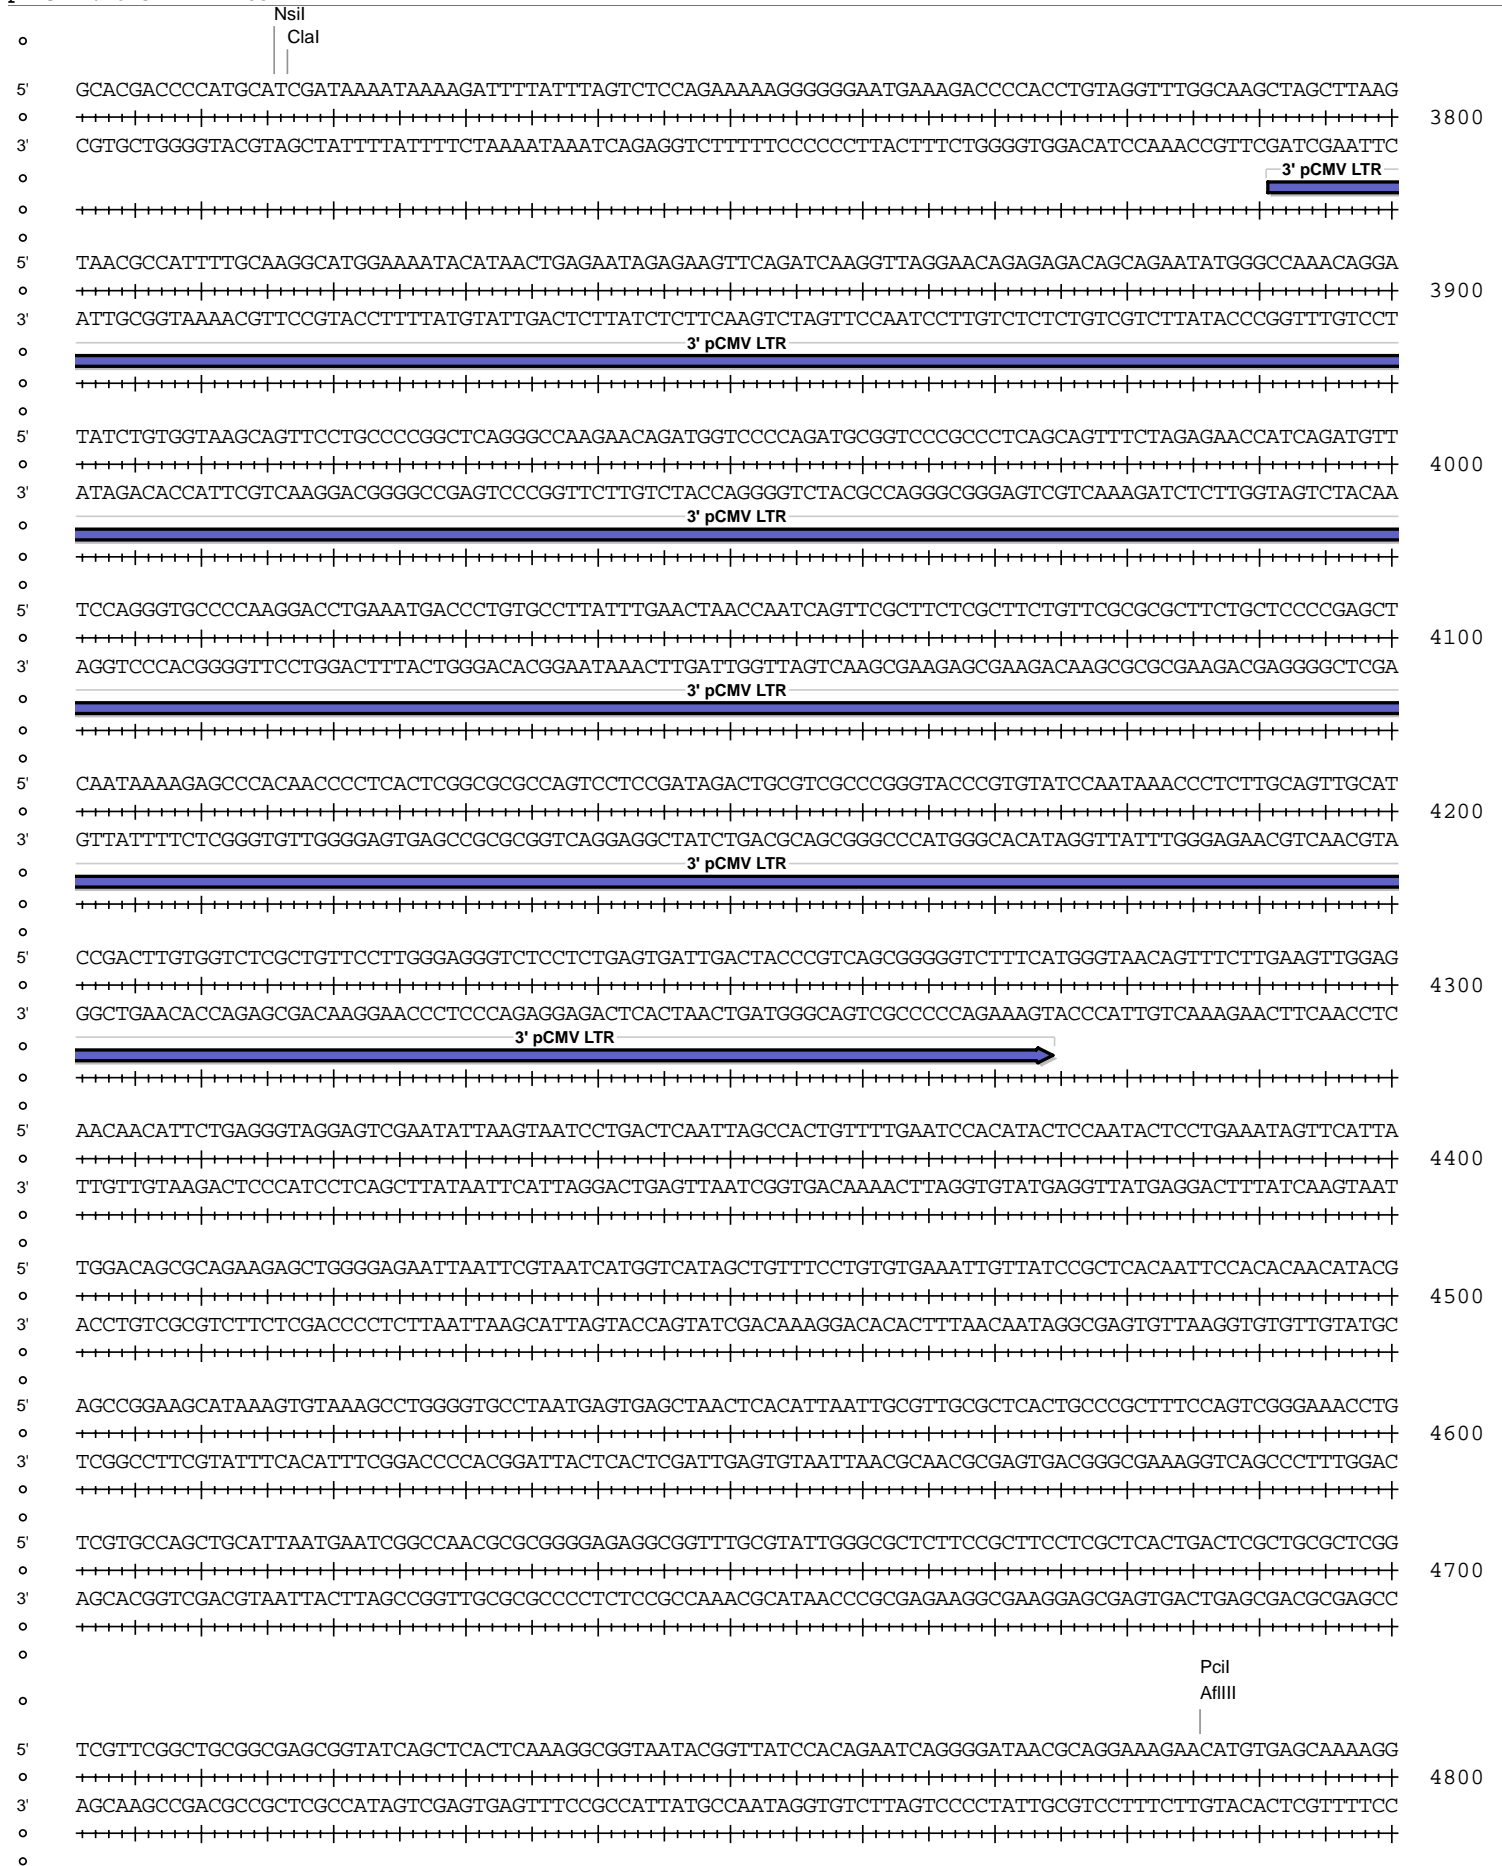 NsiI
ClaI
5' GCACGACCCCATGCATCGATAAAATAAAAGATTTTATTTAGTCTCCAGAAAAAGGGGGGAATGAAAGACCCCACCTGTAGGTTTGGCAAGCTAGCTTAAG
3800
3' CGTGCTGGGGTACGTAGCTATTTTATTTTCTAAAATAAATCAGAGGTCTTTTTCCCCCCTTACTTTCTGGGGTGGACATCCAAACCGTTCGATCGAATTC
3' pCMV LTR
5' TAACGCCATTTTGCAAGGCATGGAAAATACATAACTGAGAATAGAGAAGTTCAGATCAAGGTTAGGAACAGAGAGACAGCAGAATATGGGCCAAACAGGA
3900
3' ATTGCGGTAAAACGTTCCGTACCTTTTATGTATTGACTCTTATCTCTTCAAGTCTAGTTCCAATCCTTGTCTCTCTGTCGTCTTATACCCGGTTTGTCCT
3' pCMV LTR
5' TATCTGTGGTAAGCAGTTCCTGCCCCGGCTCAGGGCCAAGAACAGATGGTCCCCAGATGCGGTCCCGCCCTCAGCAGTTTCTAGAGAACCATCAGATGTT
4000
3' ATAGACACCATTCGTCAAGGACGGGGCCGAGTCCCGGTTCTTGTCTACCAGGGGTCTACGCCAGGGCGGGAGTCGTCAAAGATCTCTTGGTAGTCTACAA
3' pCMV LTR
5' TCCAGGGTGCCCCAAGGACCTGAAATGACCCTGTGCCTTATTTGAACTAACCAATCAGTTCGCTTCTCGCTTCTGTTCGCGCGCTTCTGCTCCCCGAGCT
4100
3' AGGTCCCACGGGGTTCCTGGACTTTACTGGGACACGGAATAAACTTGATTGGTTAGTCAAGCGAAGAGCGAAGACAAGCGCGCGAAGACGAGGGGCTCGA
3' pCMV LTR
5' CAATAAAAGAGCCCACAACCCCTCACTCGGCGCGCCAGTCCTCCGATAGACTGCGTCGCCCGGGTACCCGTGTATCCAATAAACCCTCTTGCAGTTGCAT
4200
3' GTTATTTTCTCGGGTGTTGGGGAGTGAGCCGCGCGGTCAGGAGGCTATCTGACGCAGCGGGCCCATGGGCACATAGGTTATTTGGGAGAACGTCAACGTA
3' pCMV LTR
5' CCGACTTGTGGTCTCGCTGTTCCTTGGGAGGGTCTCCTCTGAGTGATTGACTACCCGTCAGCGGGGGTCTTTCATGGGTAACAGTTTCTTGAAGTTGGAG
4300
3' GGCTGAACACCAGAGCGACAAGGAACCCTCCCAGAGGAGACTCACTAACTGATGGGCAGTCGCCCCCAGAAAGTACCCATTGTCAAAGAACTTCAACCTC
3' pCMV LTR
5' AACAACATTCTGAGGGTAGGAGTCGAATATTAAGTAATCCTGACTCAATTAGCCACTGTTTTGAATCCACATACTCCAATACTCCTGAAATAGTTCATTA
4400
3' TTGTTGTAAGACTCCCATCCTCAGCTTATAATTCATTAGGACTGAGTTAATCGGTGACAAAACTTAGGTGTATGAGGTTATGAGGACTTTATCAAGTAAT
5' TGGACAGCGCAGAAGAGCTGGGGAGAATTAATTCGTAATCATGGTCATAGCTGTTTCCTGTGTGAAATTGTTATCCGCTCACAATTCCACACAACATACG
4500
3' ACCTGTCGCGTCTTCTCGACCCCTCTTAATTAAGCATTAGTACCAGTATCGACAAAGGACACACTTTAACAATAGGCGAGTGTTAAGGTGTGTTGTATGC
5' AGCCGGAAGCATAAAGTGTAAAGCCTGGGGTGCCTAATGAGTGAGCTAACTCACATTAATTGCGTTGCGCTCACTGCCCGCTTTCCAGTCGGGAAACCTG
4600
3' TCGGCCTTCGTATTTCACATTTCGGACCCCACGGATTACTCACTCGATTGAGTGTAATTAACGCAACGCGAGTGACGGGCGAAAGGTCAGCCCTTTGGAC
5' TCGTGCCAGCTGCATTAATGAATCGGCCAACGCGCGGGGAGAGGCGGTTTGCGTATTGGGCGCTCTTCCGCTTCCTCGCTCACTGACTCGCTGCGCTCGG
4700
3' AGCACGGTCGACGTAATTACTTAGCCGGTTGCGCGCCCCTCTCCGCCAAACGCATAACCCGCGAGAAGGCGAAGGAGCGAGTGACTGAGCGACGCGAGCC
PciI
AflIII
5' TCGTTCGGCTGCGGCGAGCGGTATCAGCTCACTCAAAGGCGGTAATACGGTTATCCACAGAATCAGGGGATAACGCAGGAAAGAACATGTGAGCAAAAGG
4800
3' AGCAAGCCGACGCCGCTCGCCATAGTCGAGTGAGTTTCCGCCATTATGCCAATAGGTGTCTTAGTCCCCTATTGCGTCCTTTCTTGTACACTCGTTTTCC